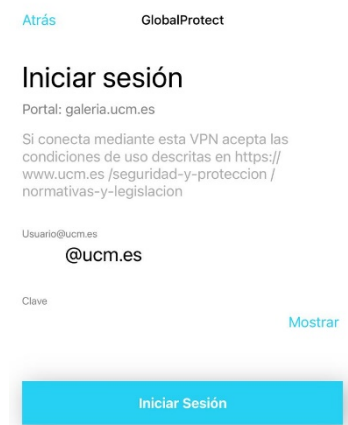 Atrás GlobalProtect
Iniciar sesión
Portal: galeria.ucm.es
Si conecta mediante esta VPN acepta las
condiciones de uso descritas en https://
www.ucm.es /seguridad-y-proteccion /
normativas-y-legislacion
Usuario@ucm.es
@ucm.es
Clave
Mostrar
Iniciar Sesión